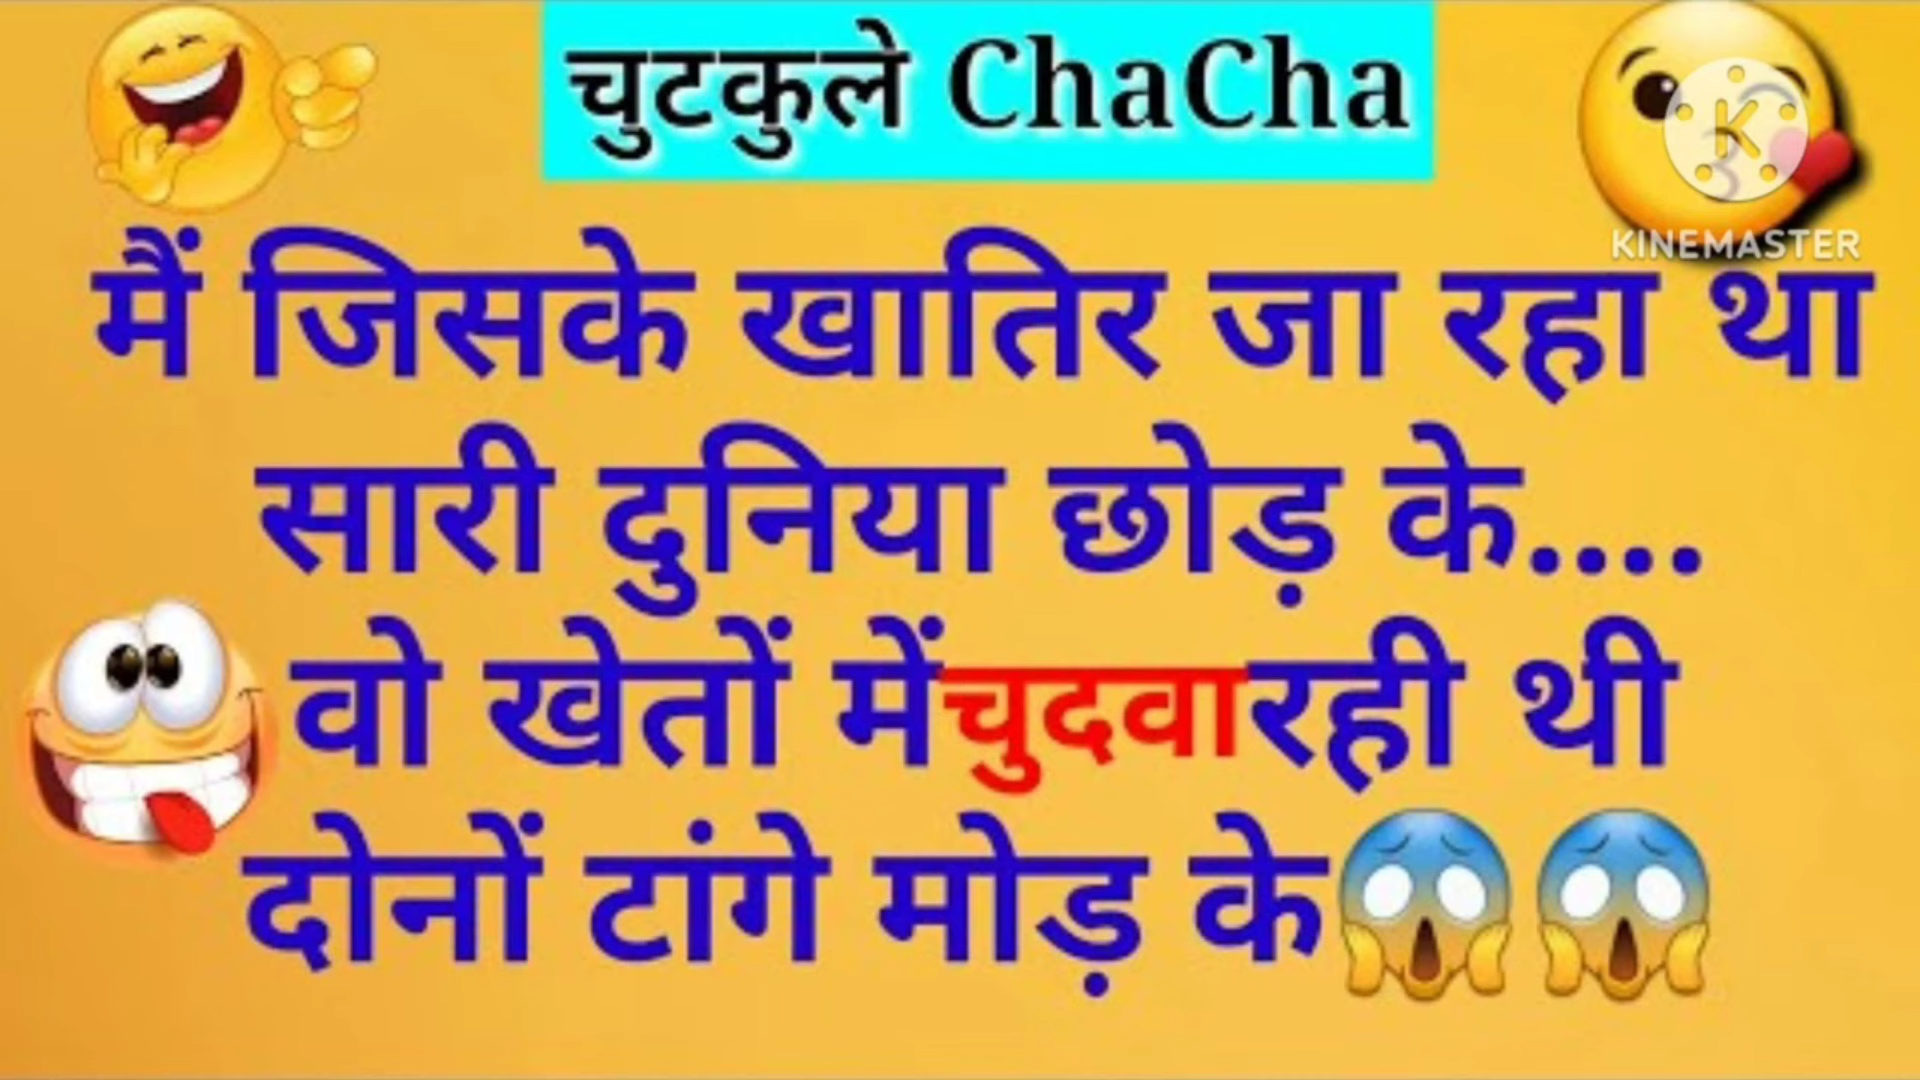 चुटकुले ChaCha
KINEMASTER
मैं जिसके खातिर जा रहा था
सारी दुनिया छोड़ के....
वो खेतों में चुदवा रही थी
दोनों टांगे मोड़ के